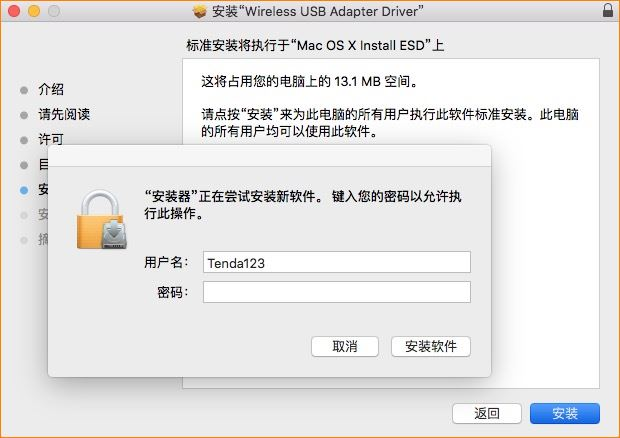 安装“Wireless USB Adapter Driver”
标准安装将执行于“Mac OS X Install ESD”上
介绍
请先阅读
许可
这将占用您的电脑上的 13.1 MB 空间。
请点按“安装”来为此电脑的所有用户执行此软件标准安装。此电脑
的所有用户均可以使用此软件。
“安装器”正在尝试安装新软件。 键入您的密码以允许执
行此操作。
用户名:
Tenda123
密码:
取消
安装软件
返回
安装